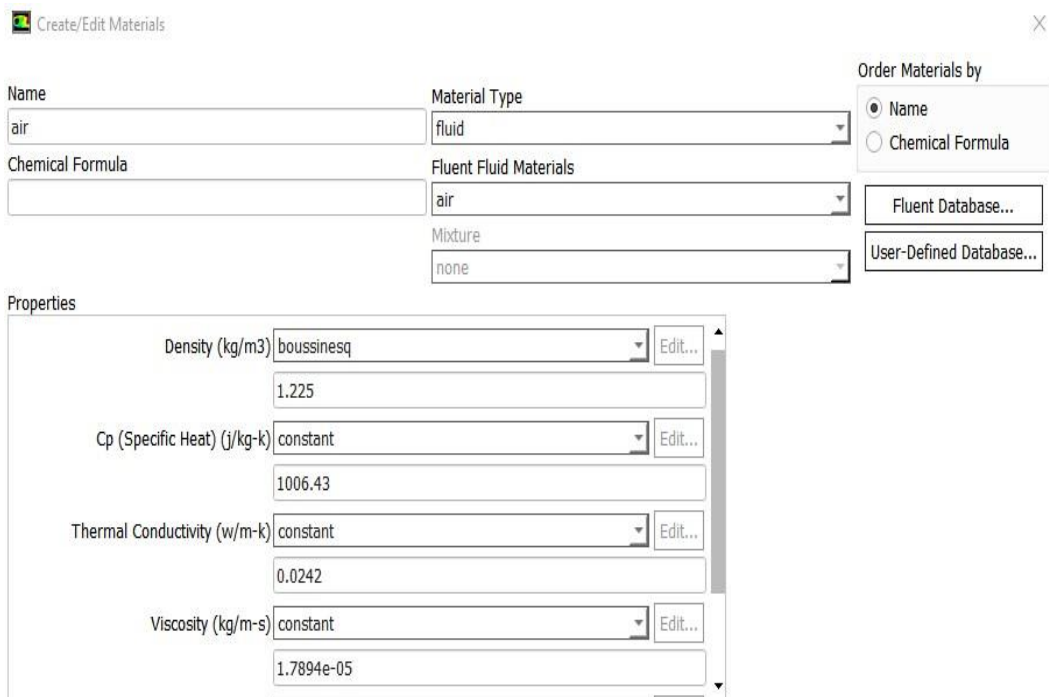 Create/Edit Materials
Name
air
Chemical Formula
Material Type
fluid
Fluent Fluid Materials
air
Mixture
none
Order Materials by
Name
Chemical Formula
Fluent Database...
User-Defined Database...
Properties
Density (kg/m3) boussinesq Edit...
1.225
Cp (Specific Heat) (j/kg-k) constant Edit...
1006.43
Thermal Conductivity (w/m-k) constant Edit...
0.0242
Viscosity (kg/m-s) constant Edit...
1.7894e-05